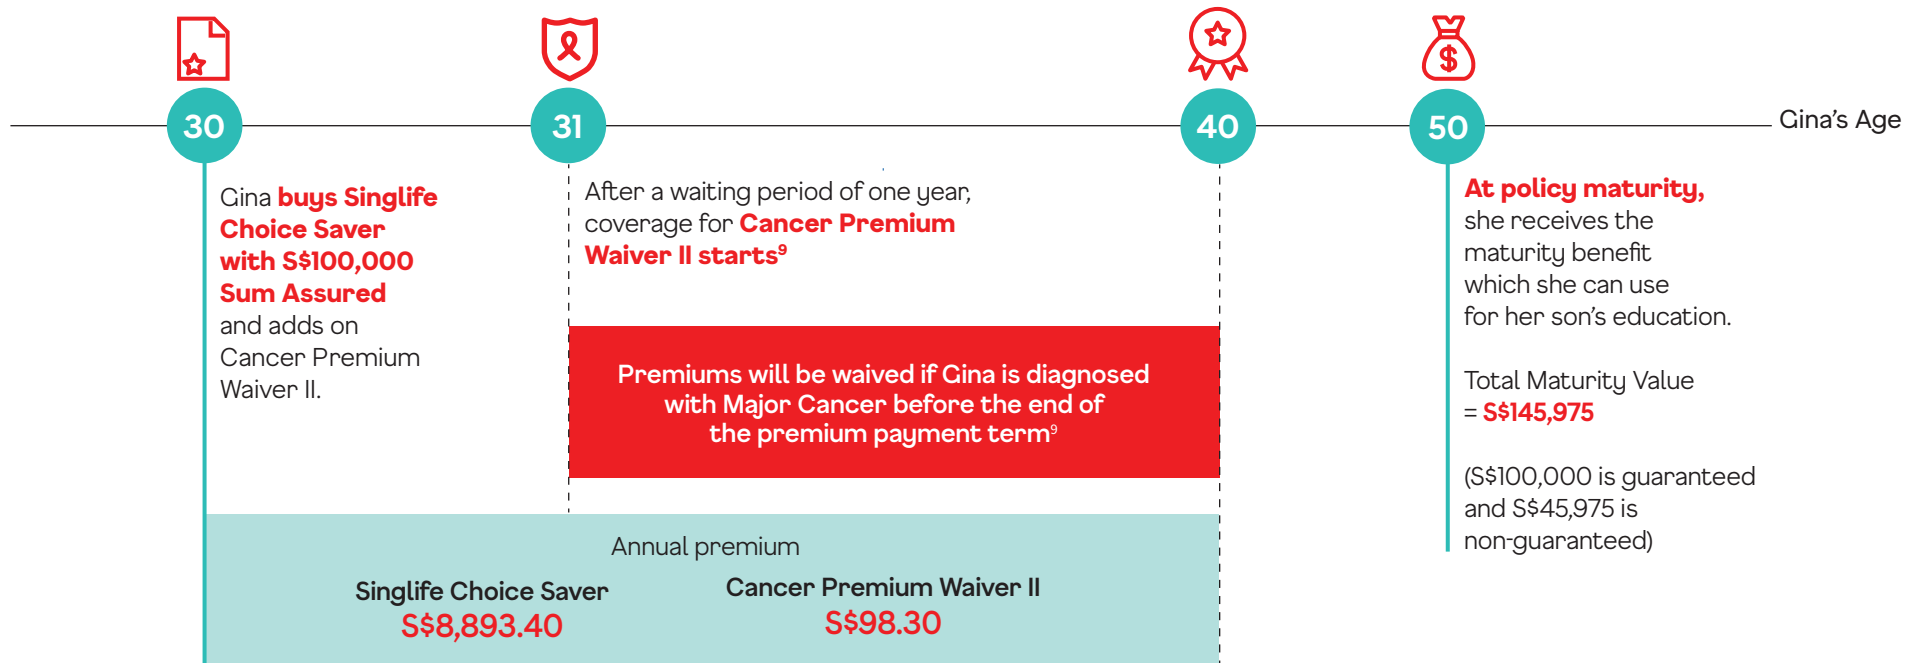 30
31
40
50
Gina's Age
Gina buys Singlife
Choice Saver
with S$100,000
Sum Assured
and adds on
Cancer Premium
Waiver II.
After a waiting period of one year,
coverage for Cancer Premium
Waiver II starts⁹
Premiums will be waived if Gina is diagnosed
with Major Cancer before the end of
the premium payment term⁹
At policy maturity,
she receives the
maturity benefit
which she can use
for her son's education.
Total Maturity Value
= S$145,975
(S$100,000 is guaranteed
and S$45,975 is
non-guaranteed)
Annual premium
Singlife Choice Saver
S$8,893.40
Cancer Premium Waiver II
S$98.30